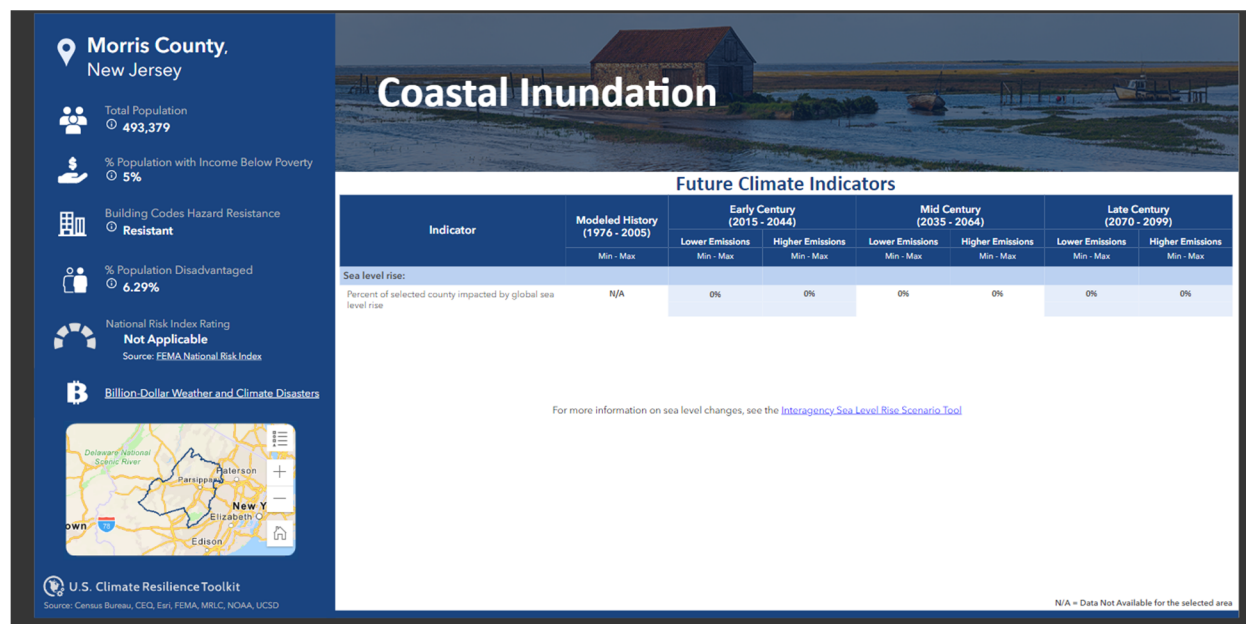 Morris County,
New Jersey
Total Population
493,379
% Population with Income Below Poverty
5%
Building Codes Hazard Resistance
Resistant
% Population Disadvantaged
6.29%
National Risk Index Rating
Not Applicable
Source: FEMA National Risk Index
Billion-Dollar Weather and Climate Disasters
Delaware National
Scenic River
Paterson
Parsippany
New Y
Elizabeth
own
78
Edison
U.S. Climate Resilience Toolkit
Source: Census Bureau, CEQ, Esri, FEMA, MRLC, NOAA, UCSD
Coastal Inundation
Future Climate Indicators
Indicator
Modeled History
(1976 - 2005)
Early Century
(2015 - 2044)
Mid Century
(2035 - 2064)
Late Century
(2070 - 2099)
Lower Emissions Higher Emissions Lower Emissions Higher Emissions Lower Emissions Higher Emissions
Min - Max Min - Max Min - Max Min - Max Min - Max Min - Max Min - Max
Sea level rise:
Percent of selected county impacted by global sea
level rise
N/A 0% 0% 0% 0% 0% 0%
For more information on sea level changes, see the Interagency Sea Level Rise Scenario Tool
N/A = Data Not Available for the selected area